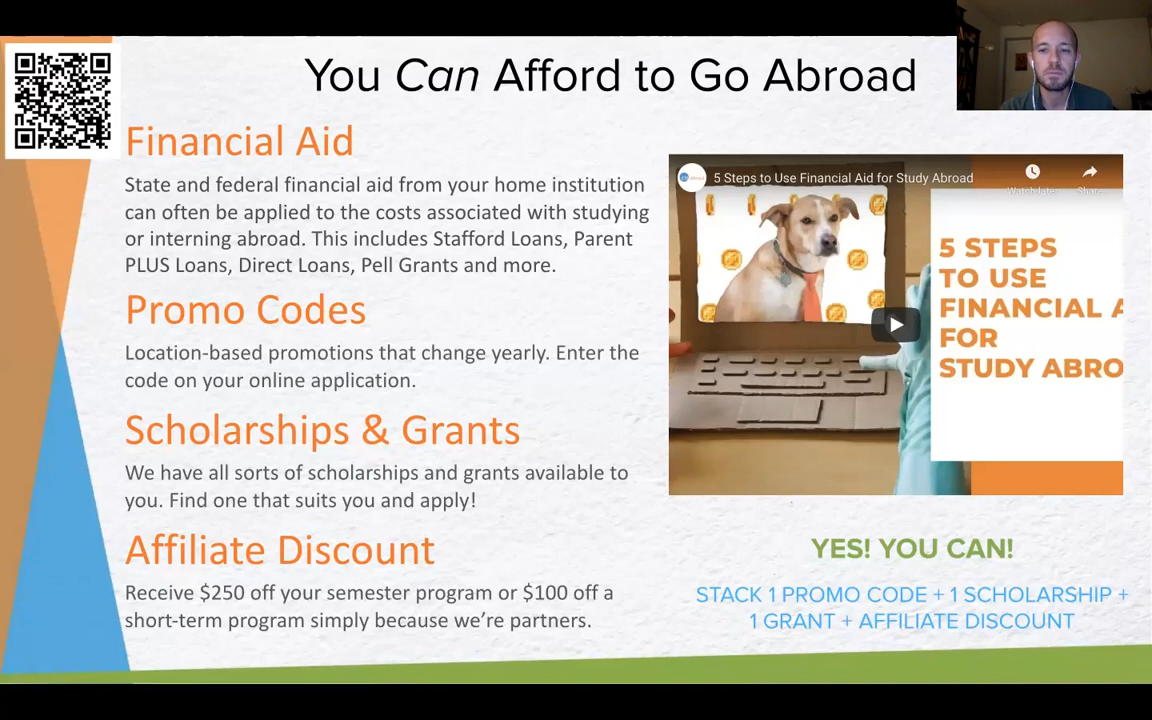 You Can Afford to Go Abroad
Financial Aid
State and federal financial aid from your home institution
can often be applied to the costs associated with studying
or interning abroad. This includes Stafford Loans, Parent
PLUS Loans, Direct Loans, Pell Grants and more.
Promo Codes
Location-based promotions that change yearly. Enter the
code on your online application.
Scholarships & Grants
We have all sorts of scholarships and grants available to
you. Find one that suits you and apply!
Affiliate Discount
Receive $250 off your semester program or $100 off a
short-term program simply because we're partners.
5 Steps to Use Financial Aid for Study Abroad
Watch later
Share
5 STEPS
TO USE
FINANCIAL A
FOR
STUDY ABRO
YES! YOU CAN!
STACK 1 PROMO CODE + 1 SCHOLARSHIP +
1 GRANT + AFFILIATE DISCOUNT